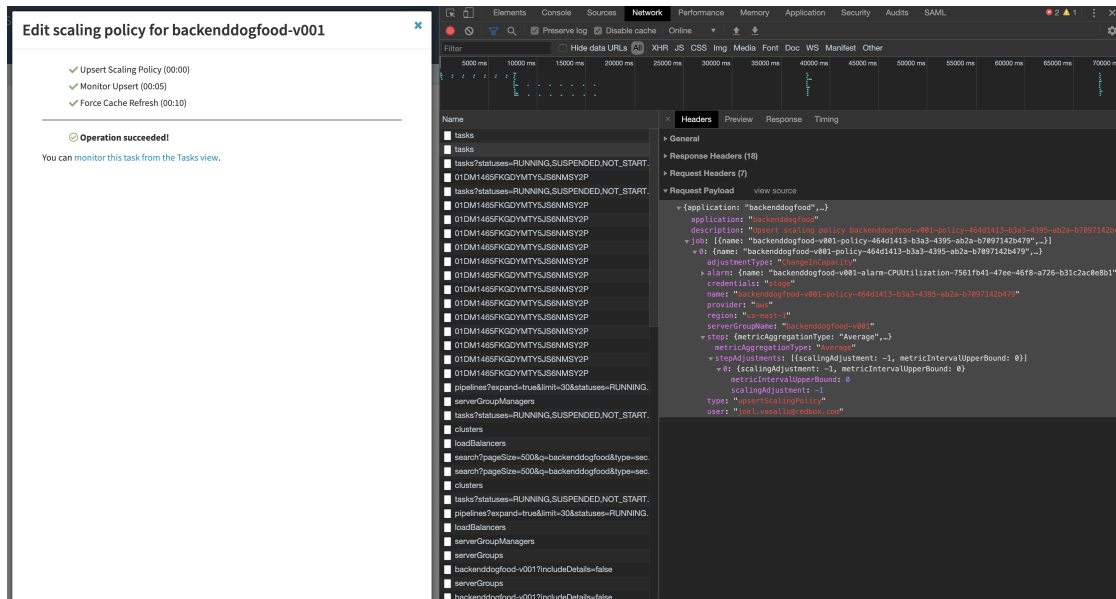 Edit scaling policy for backenddogfood-v001
Upsert Scaling Policy (00:00)
Monitor Upsert (00:05)
Force Cache Refresh (00:10)
Operation succeeded!
You can monitor this task from the Tasks view.
Elements Console Sources Network Performance Memory Application Security Audits SAML 2 1
Preserve log Disable cache Online
Filter Hide data URLs All XHR JS CSS Img Media Font Doc WS Manifest Other
5000 ms 10000 ms 15000 ms 20000 ms 25000 ms 30000 ms 35000 ms 40000 ms 45000 ms 50000 ms 55000 ms 60000 ms 65000 ms 70000 m
Name
tasks
tasks
tasks?statuses=RUNNING,SUSPENDED,NOT_START.
01DM1465FKGDYMTY5JS6NMSY2P
tasks?statuses=RUNNING,SUSPENDED,NOT_START.
01DM1465FKGDYMTY5JS6NMSY2P
01DM1465FKGDYMTY5JS6NMSY2P
01DM1465FKGDYMTY5JS6NMSY2P
01DM1465FKGDYMTY5JS6NMSY2P
01DM1465FKGDYMTY5JS6NMSY2P
01DM1465FKGDYMTY5JS6NMSY2P
01DM1465FKGDYMTY5JS6NMSY2P
01DM1465FKGDYMTY5JS6NMSY2P
01DM1465FKGDYMTY5JS6NMSY2P
01DM1465FKGDYMTY5JS6NMSY2P
01DM1465FKGDYMTY5JS6NMSY2P
01DM1465FKGDYMTY5JS6NMSY2P
01DM1465FKGDYMTY5JS6NMSY2P
pipelines?expand=true&limit=30&statuses=RUNNING.
serverGroupManagers
tasks?statuses=RUNNING,SUSPENDED,NOT_START.
clusters
loadBalancers
search?pageSize=500&q=backenddogfood&type=sec.
search?pageSize=500&q=backenddogfood&type=sec.
clusters
tasks?statuses=RUNNING,SUSPENDED,NOT_START.
pipelines?expand=true&limit=30&statuses=RUNNING.
loadBalancers
serverGroupManagers
serverGroups
backenddogfood-v001?includeDetails=false
serverGroups
backenddogfood-v001?includeDetails=false
Headers Preview Response Timing
General
Response Headers (18)
Request Headers (7)
Request Payload view source
{application: "backenddogfood",…}
application: "backenddogfood"
description: "Upsert scaling policy backenddogfood-v001-policy-464d1413-b3a3-4395-ab2a-b7097142b4
job: [{name: "backenddogfood-v001-policy-464d1413-b3a3-4395-ab2a-b7097142b479",…}]
0: {name: "backenddogfood-v001-policy-464d1413-b3a3-4395-ab2a-b7097142b479",…}
adjustmentType: "ChangeInCapacity"
alarm: {name: "backenddogfood-v001-alarm-CPUUtilization-7561fb41-47ee-46f8-a726-b31c2ac0e8b1"
credentials: "stage"
name: "backenddogfood-v001-policy-464d1413-b3a3-4395-ab2a-b7097142b479"
provider: "aws"
region: "us-east-1"
serverGroupName: "backenddogfood-v001"
step: {metricAggregationType: "Average",…}
metricAggregationType: "Average"
stepAdjustments: [{scalingAdjustment: -1, metricIntervalUpperBound: 0}]
0: {scalingAdjustment: -1, metricIntervalUpperBound: 0}
metricIntervalUpperBound: 0
scalingAdjustment: -1
type: "upsertScalingPolicy"
user: "joel.vasallo@redbox.com"